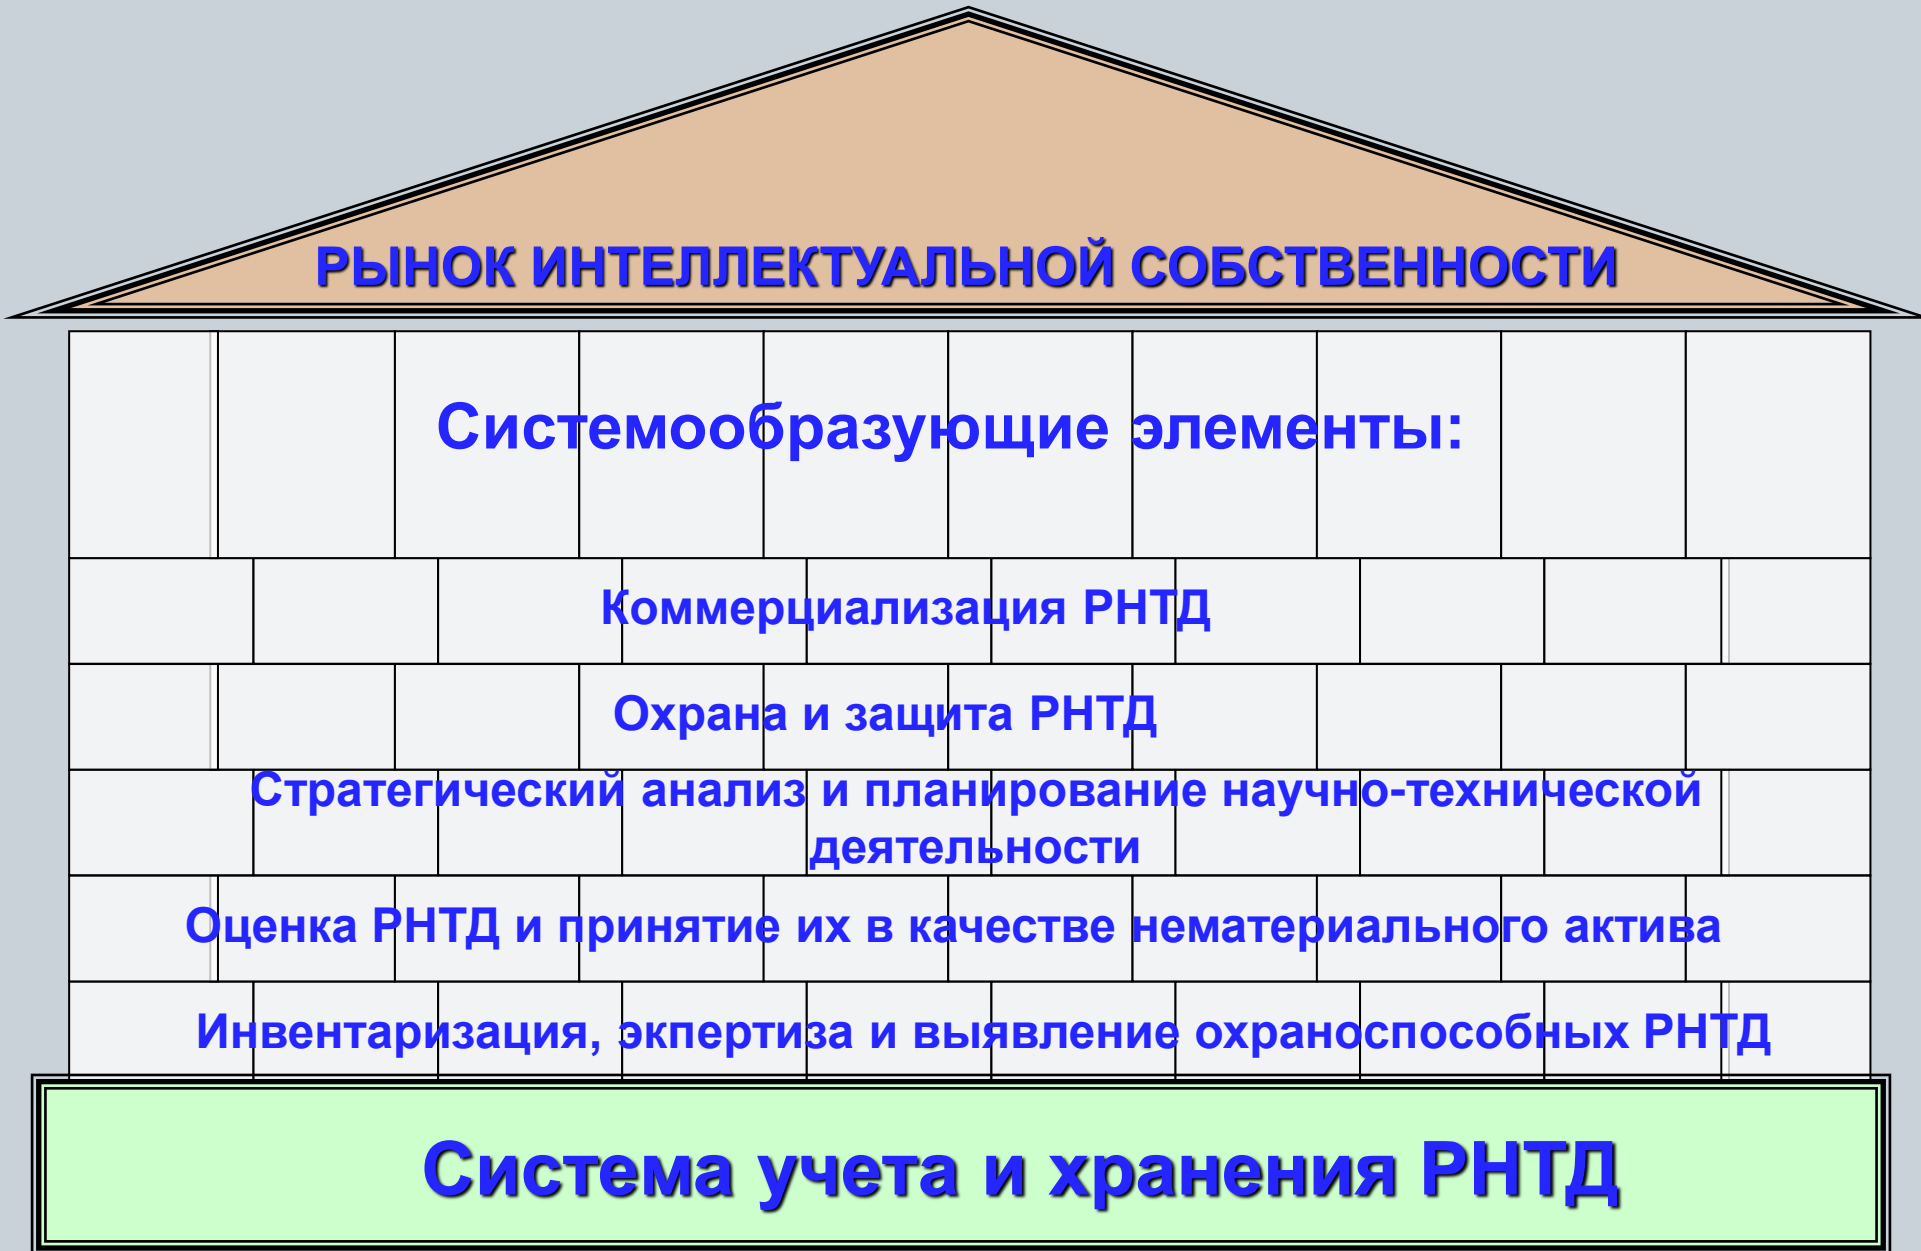 РЫНОК ИНТЕЛЛЕКТУАЛЬНОЙ СОБСТВЕННОСТИ
Системообразующие элементы:
Коммерциализация РНТД
Охрана и защита РНТД
Стратегический анализ и планирование научно-технической
деятельности
Оценка РНТД и принятие их в качестве нематериального актива
Инвентаризация, экпертиза и выявление охраноспособных РНТД
Система учета и хранения РНТД